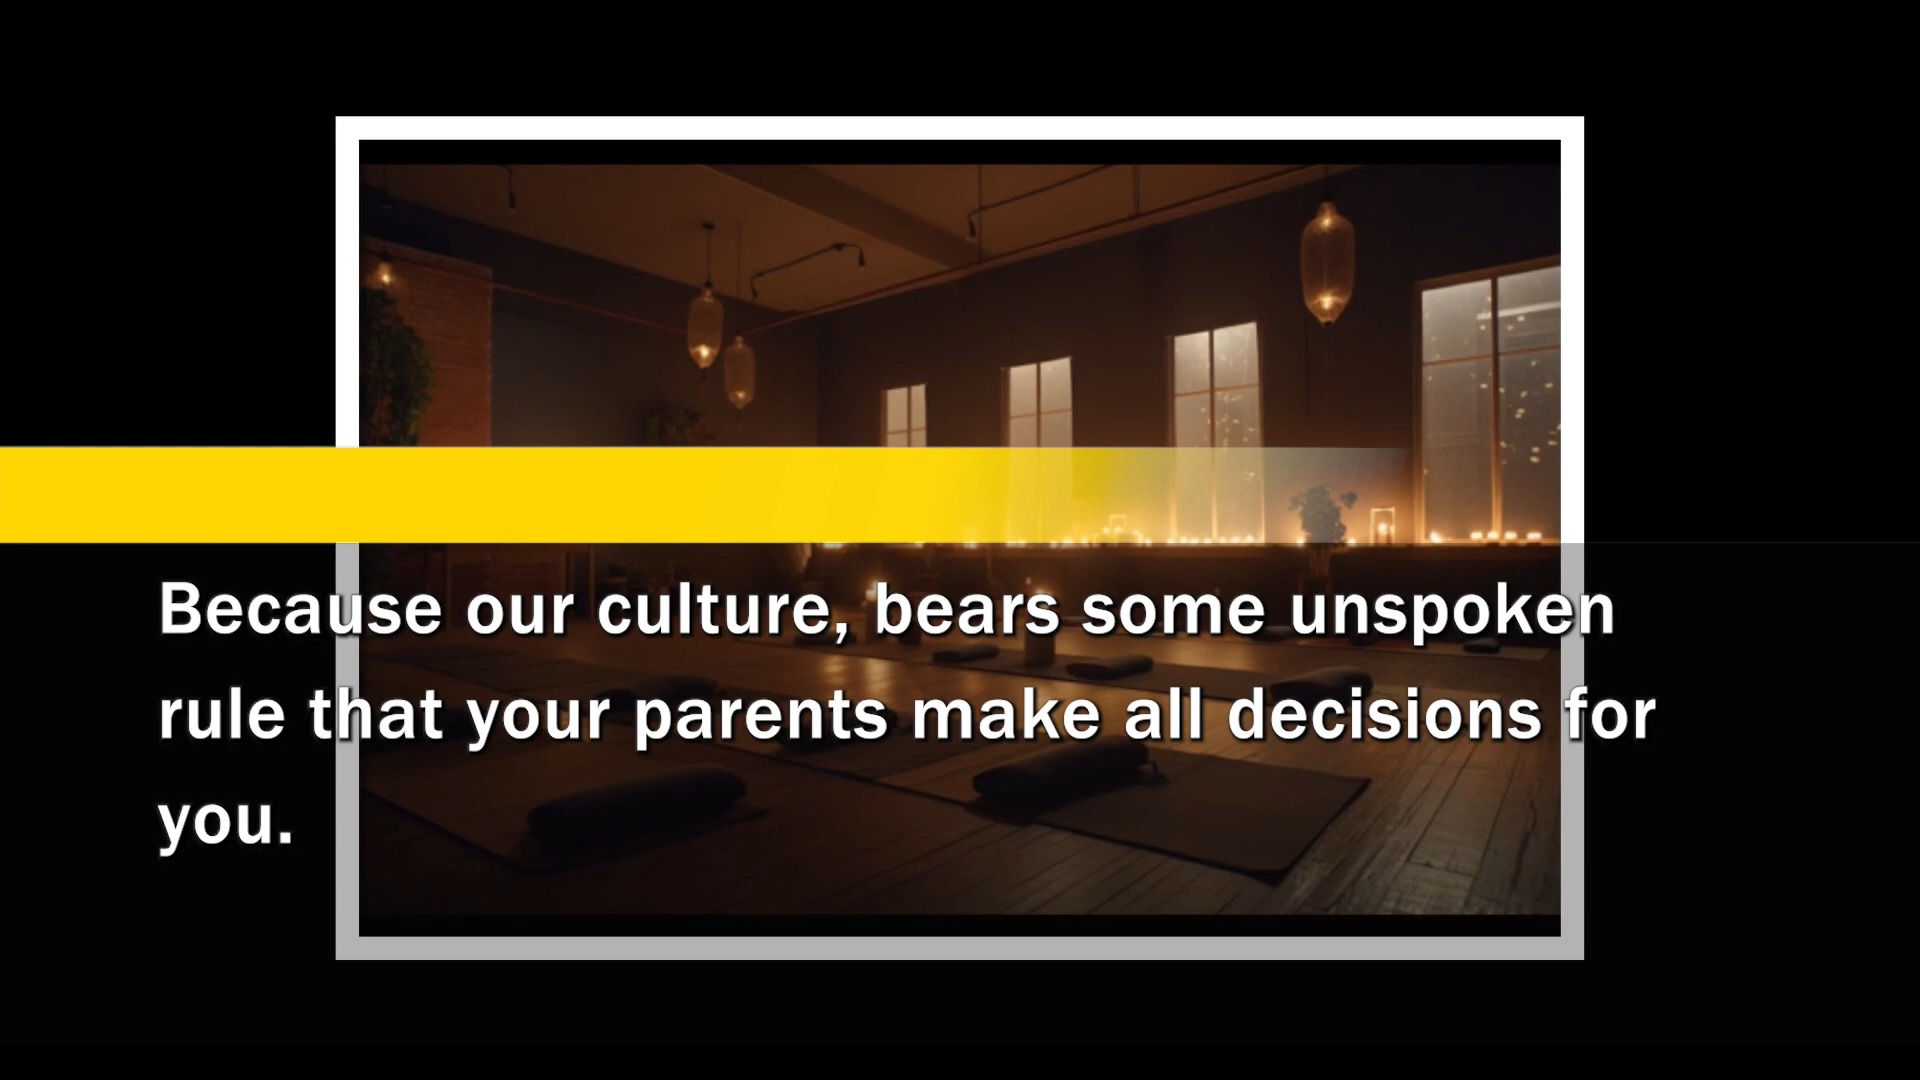 Because our culture, bears some unspoken
rule that your parents make all decisions for
you.